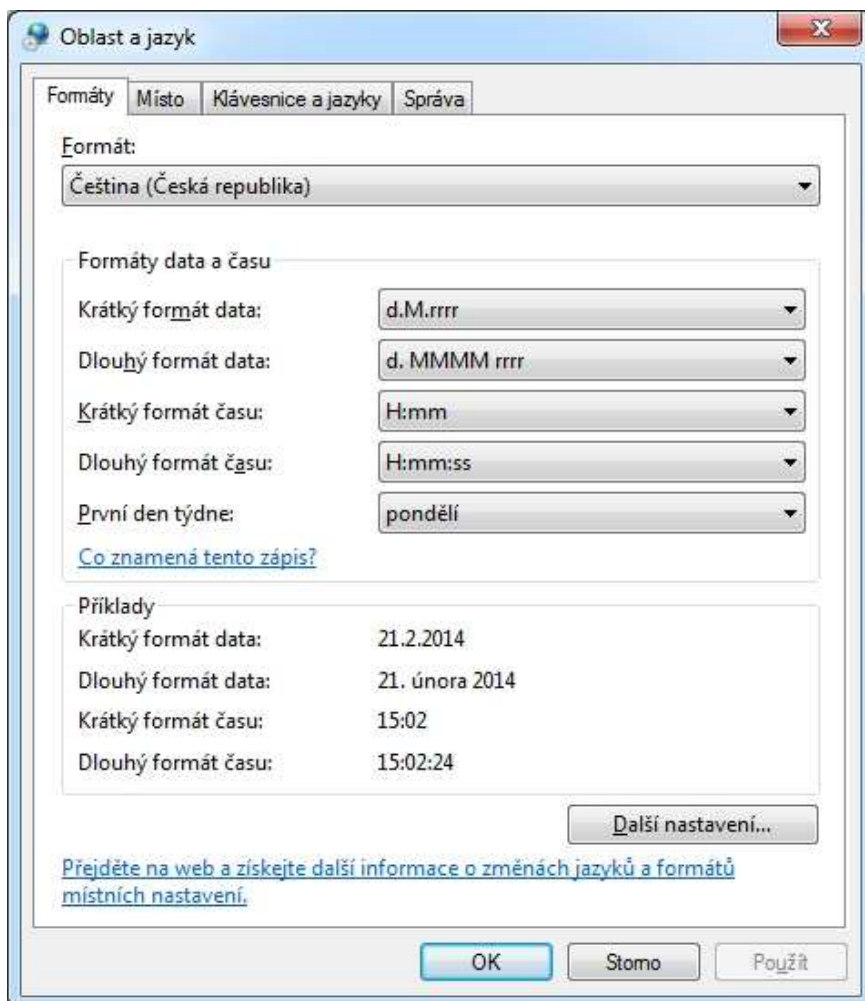 Oblast a jazyk
Formáty Místo Klávesnice a jazyky Správa
Formát:
Čeština (Česká republika)
Formáty data a času
Krátký formát data: d.M.rrrr
Dlouhý formát data: d. MMMM rrrr
Krátký formát času: H:mm
Dlouhý formát času: H:mm:ss
První den týdne: pondělí
Co znamená tento zápis?
Příklady
Krátký formát data: 21.2.2014
Dlouhý formát data: 21. února 2014
Krátký formát času: 15:02
Dlouhý formát času: 15:02:24
Další nastavení...
Přejděte na web a získejte další informace o změnách jazyků a formátů
místních nastavení.
OK Storno Použít